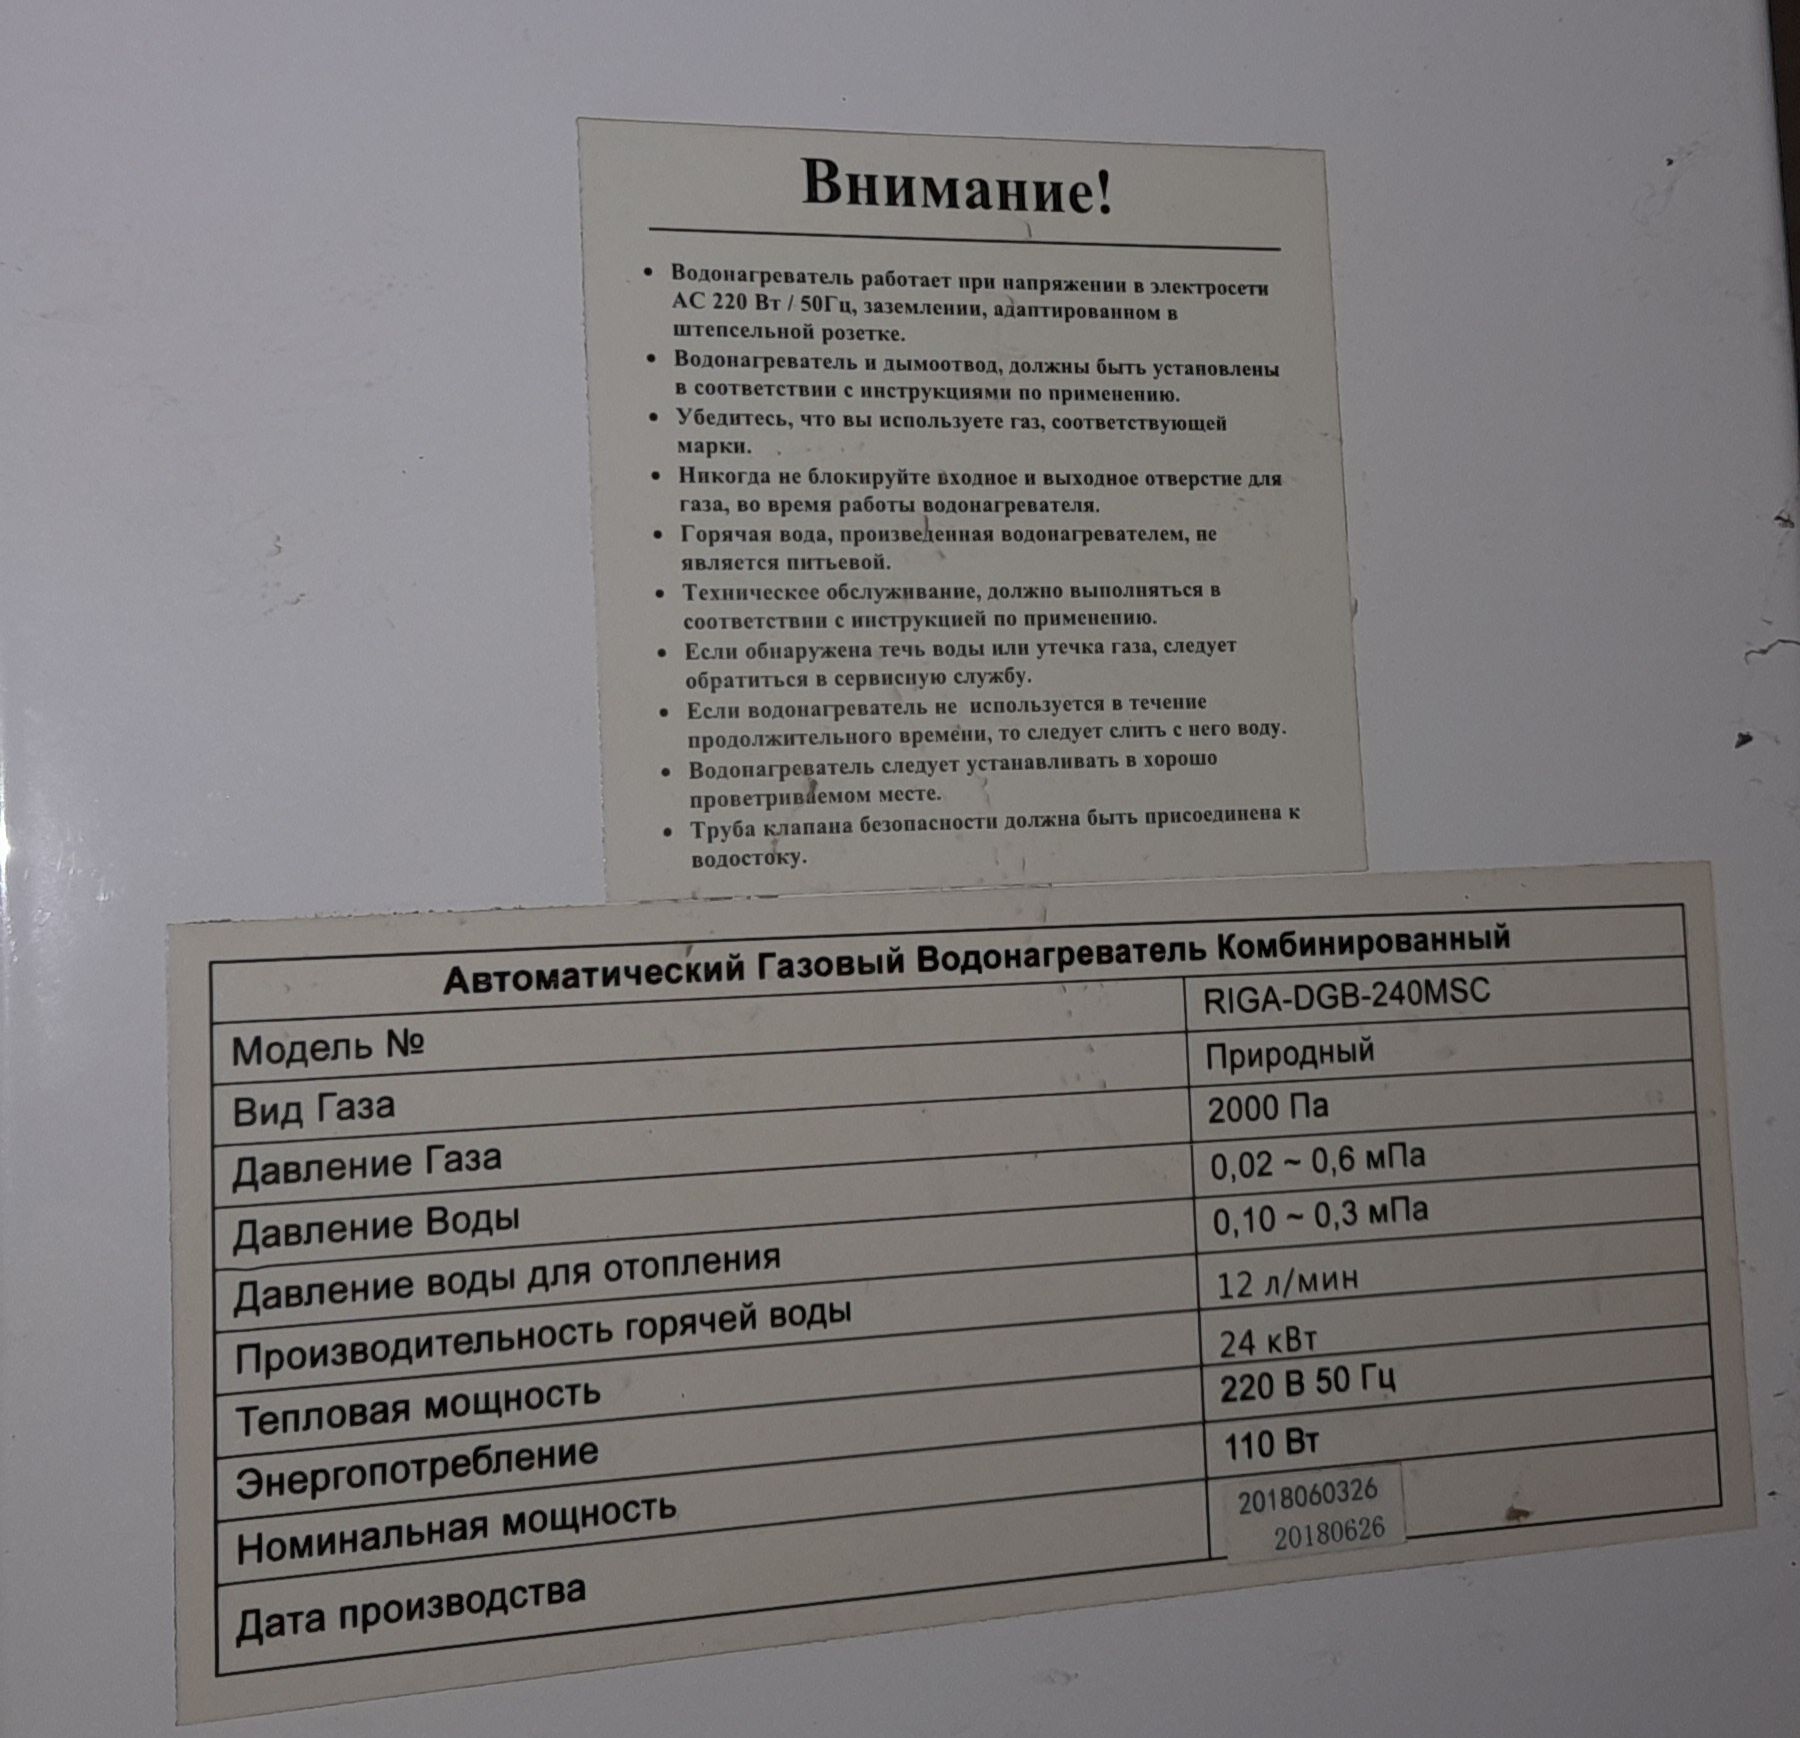 Внимание!
• Водонагреватель работает при напряжении в электросети
АС 220 Вт / 50Гц, заземлении, адаптированном в
штепсельной розетке.
• Водонагреватель и дымоотвод, должны быть установлены
в соответствии с инструкциями по применению.
• Убедитесь, что вы используете газ, соответствующей
марки.
• Никогда не блокируйте входное и выходное отверстие для
газа, во время работы водонагревателя.
• Горячая вода, произведенная водонагревателем, не
является питьевой.
• Техническое обслуживание, должно выполняться в
соответствии с инструкцией по применению.
• Если обнаружена течь воды или утечка газа, следует
обратиться в сервисную службу.
• Если водонагреватель не используется в течение
продолжительного времени, то следует слить с него воду.
• Водонагреватель следует устанавливать в хорошо
проветриваемом месте.
• Труба клапана безопасности должна быть присоединена к
водостоку.
Автоматический Газовый Водонагреватель Комбинированный
Модель № RIGA-DGB-240MSC
Вид Газа Природный
Давление Газа 2000 Па
Давление Воды 0,02 ~ 0,6 мПа
Давление воды для отопления 0,10 ~ 0,3 мПа
Производительность горячей воды 12 л/мин
Тепловая мощность 24 кВт
Энергопотребление 220 В 50 Гц
Номинальная мощность 110 Вт
Дата производства 2018060326
20180626